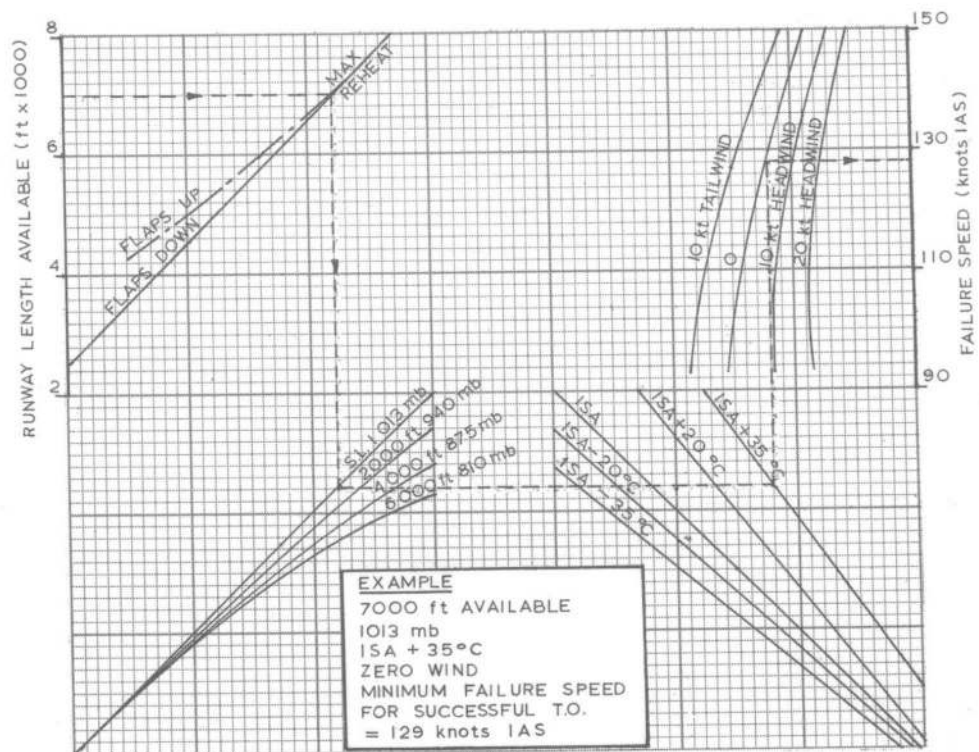 8
6
4
2
RUNWAY LENGTH AVAILABLE (ft x 1000)
MAX
REHEAT
FLAPS UP
FLAPS DOWN
10 kt TAILWIND
0
10 kt HEADWIND
20 kt HEADWIND
150
130
110
90
FAILURE SPEED (knots IAS)
S.L. 1013 mb
2000 ft 940 mb
4000 ft 875 mb
6000 ft 810 mb
ISA
ISA-20°C
ISA-35°C
ISA+20°C
ISA+35°C
EXAMPLE
7000 ft AVAILABLE
1013 mb
ISA + 35°C
ZERO WIND
MINIMUM FAILURE SPEED
FOR SUCCESSFUL T.O.
= 129 knots IAS